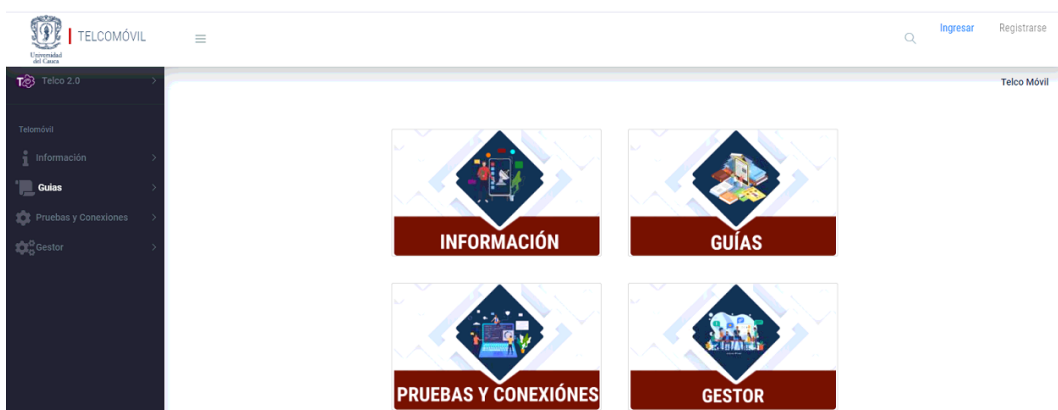 Universidad
del Cauca
TELCOMÓVIL
Ingresar
Registrarse
Telco 2.0
Telco Móvil
Telomóvil
Información
Guías
Pruebas y Conexiones
Gestor
INFORMACIÓN
GUÍAS
PRUEBAS Y CONEXIÓNES
GESTOR